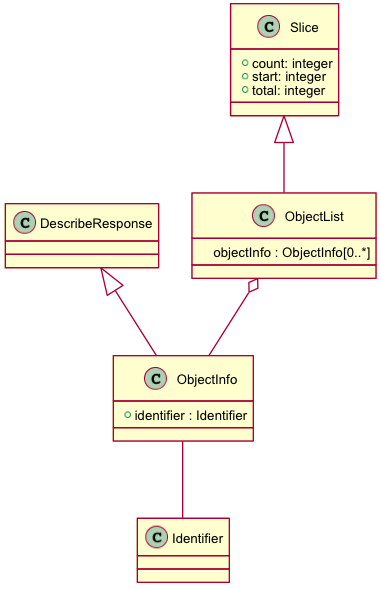 C Slice
count: integer
start: integer
total: integer
C DescribeResponse
C ObjectList
objectInfo : ObjectInfo[0..*]
C ObjectInfo
identifier : Identifier
C Identifier